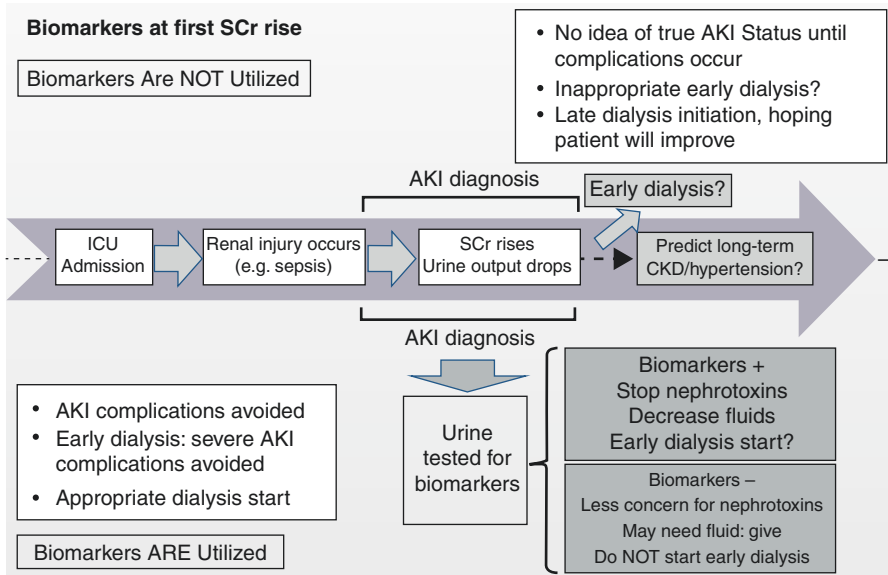 Biomarkers at first SCr rise
Biomarkers Are NOT Utilized
• No idea of true AKI Status until
complications occur
• Inappropriate early dialysis?
• Late dialysis initiation, hoping
patient will improve
AKI diagnosis
Early dialysis?
ICU
Admission
Renal injury occurs
(e.g. sepsis)
SCr rises
Urine output drops
Predict long-term
CKD/hypertension?
AKI diagnosis
• AKI complications avoided
• Early dialysis: severe AKI
complications avoided
• Appropriate dialysis start
Biomarkers ARE Utilized
Urine
tested for
biomarkers
Biomarkers +
Stop nephrotoxins
Decrease fluids
Early dialysis start?
Biomarkers –
Less concern for nephrotoxins
May need fluid: give
Do NOT start early dialysis